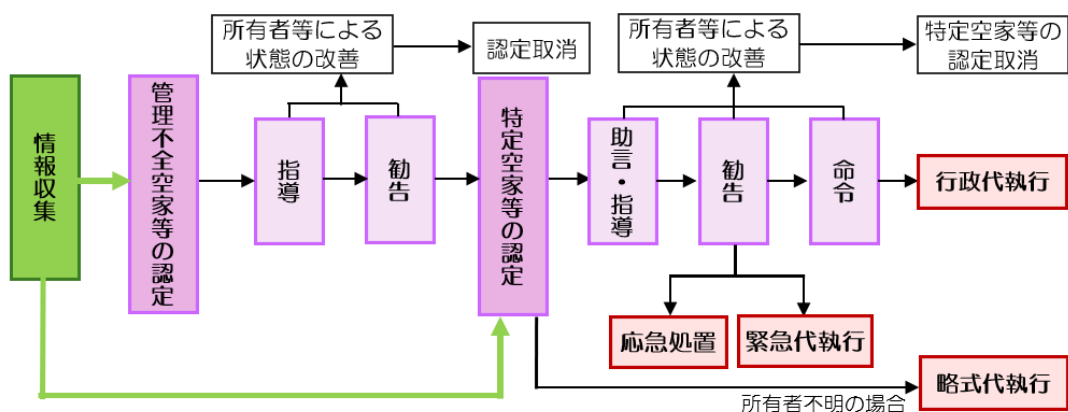 所有者等による
状態の改善
認定取消
所有者等による
状態の改善
特定空家等の
認定取消
情報収集
管理不全空家等の認定
指導
勧告
特定空家等の認定
助言・指導
勧告
命令
行政代執行
応急処置
緊急代執行
略式代執行
所有者不明の場合